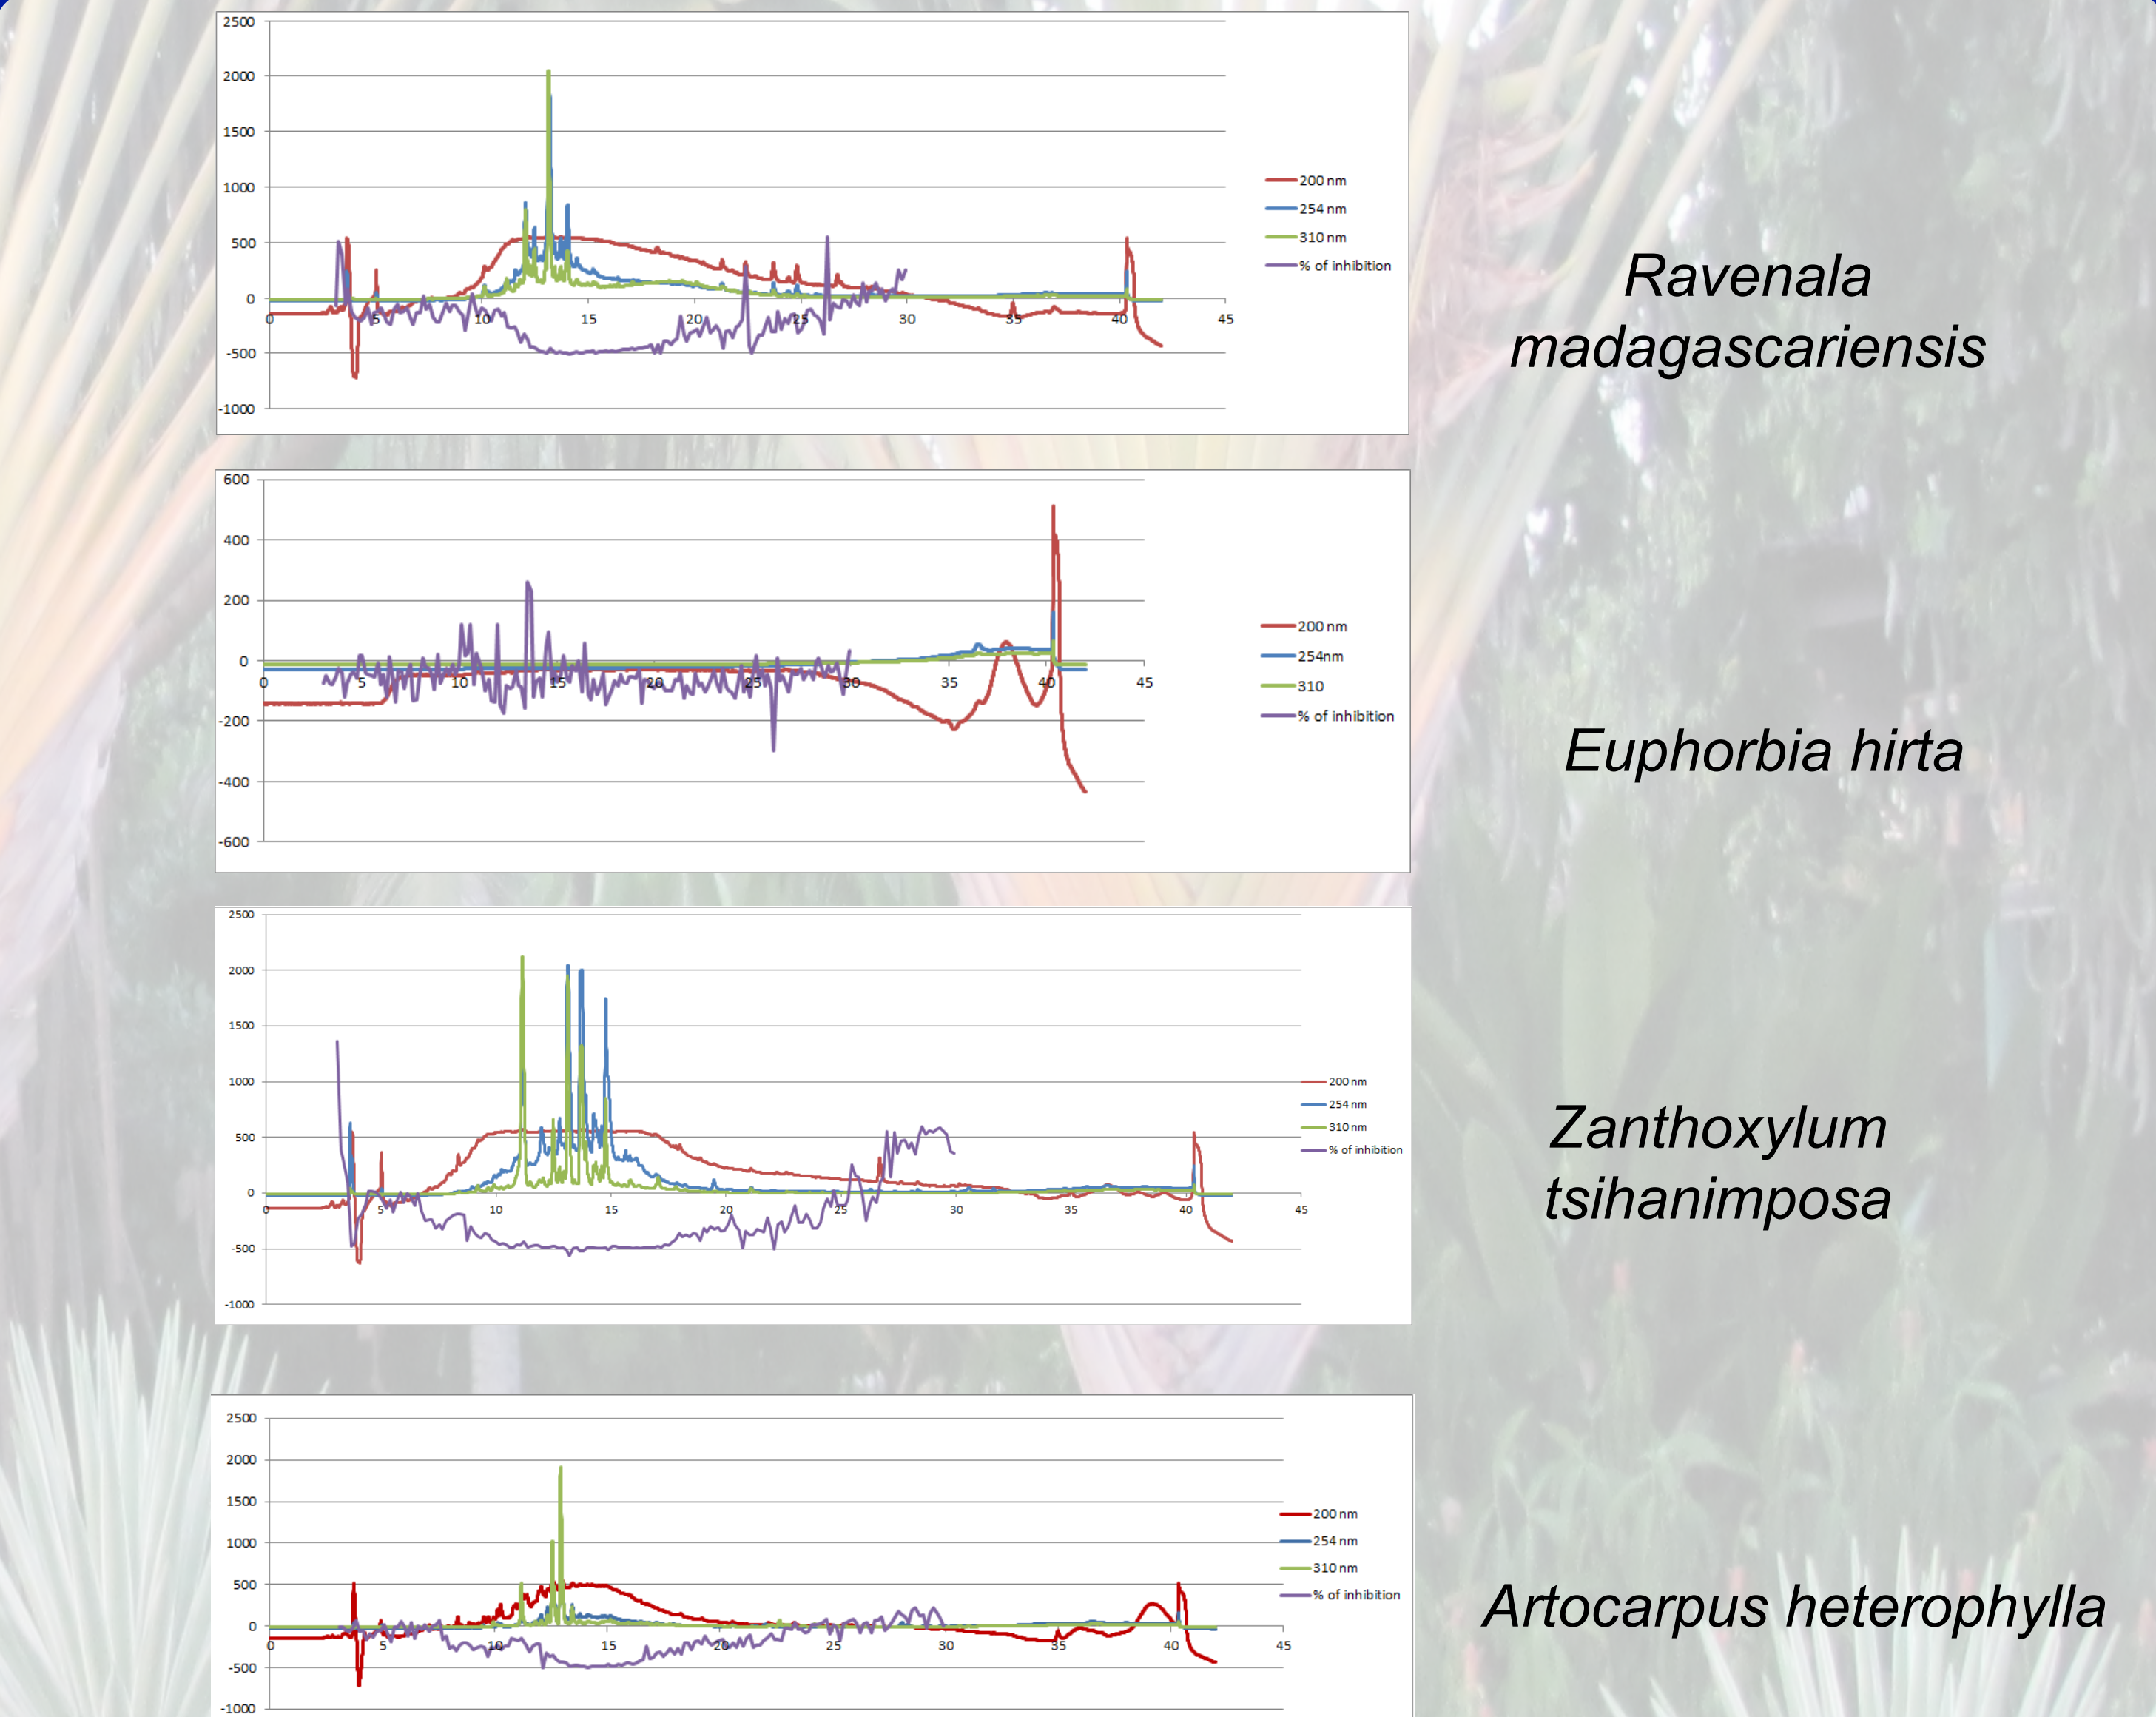 2500
2000
1500
1000
500
0
-500
-1000
0 5 10 15 20 25 30 35 40 45
200 nm
254 nm
310 nm
% of inhibition
Ravenala
madagascariensis
600
400
200
0
-200
-400
-600
0 5 10 15 20 25 30 35 40 45
200 nm
254nm
310
% of inhibition
Euphorbia hirta
2500
2000
1500
1000
500
0
-500
-1000
0 5 10 15 20 25 30 35 40 45
200 nm
254 nm
310 nm
% of inhibition
Zanthoxylum
tsihanimposa
2500
2000
1500
1000
500
0
-500
-1000
0 5 10 15 20 25 30 35 40 45
200 nm
254 nm
310 nm
% of inhibition
Artocarpus heterophylla